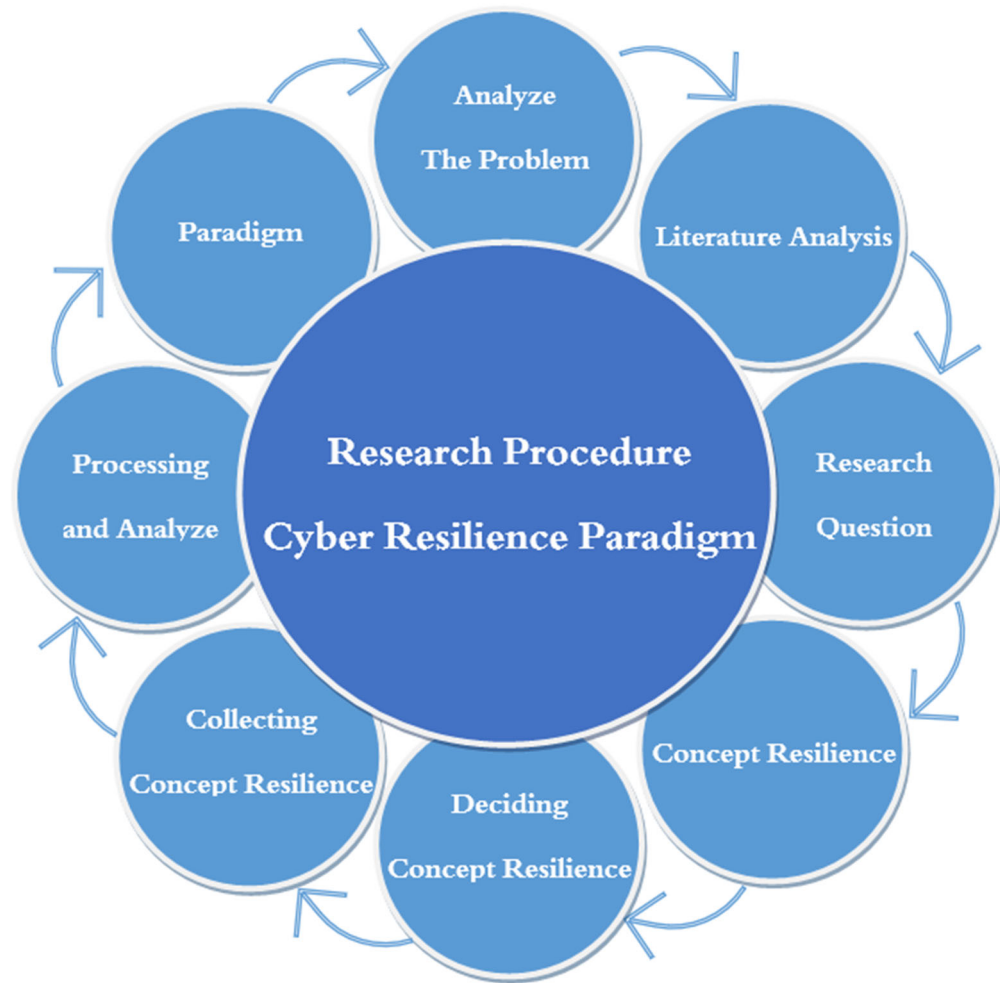 Analyze
The Problem
Literature Analysis
Research
Question
Concept Resilience
Deciding
Concept Resilience
Collecting
Concept Resilience
Processing
and Analyze
Paradigm
Research Procedure
Cyber Resilience Paradigm